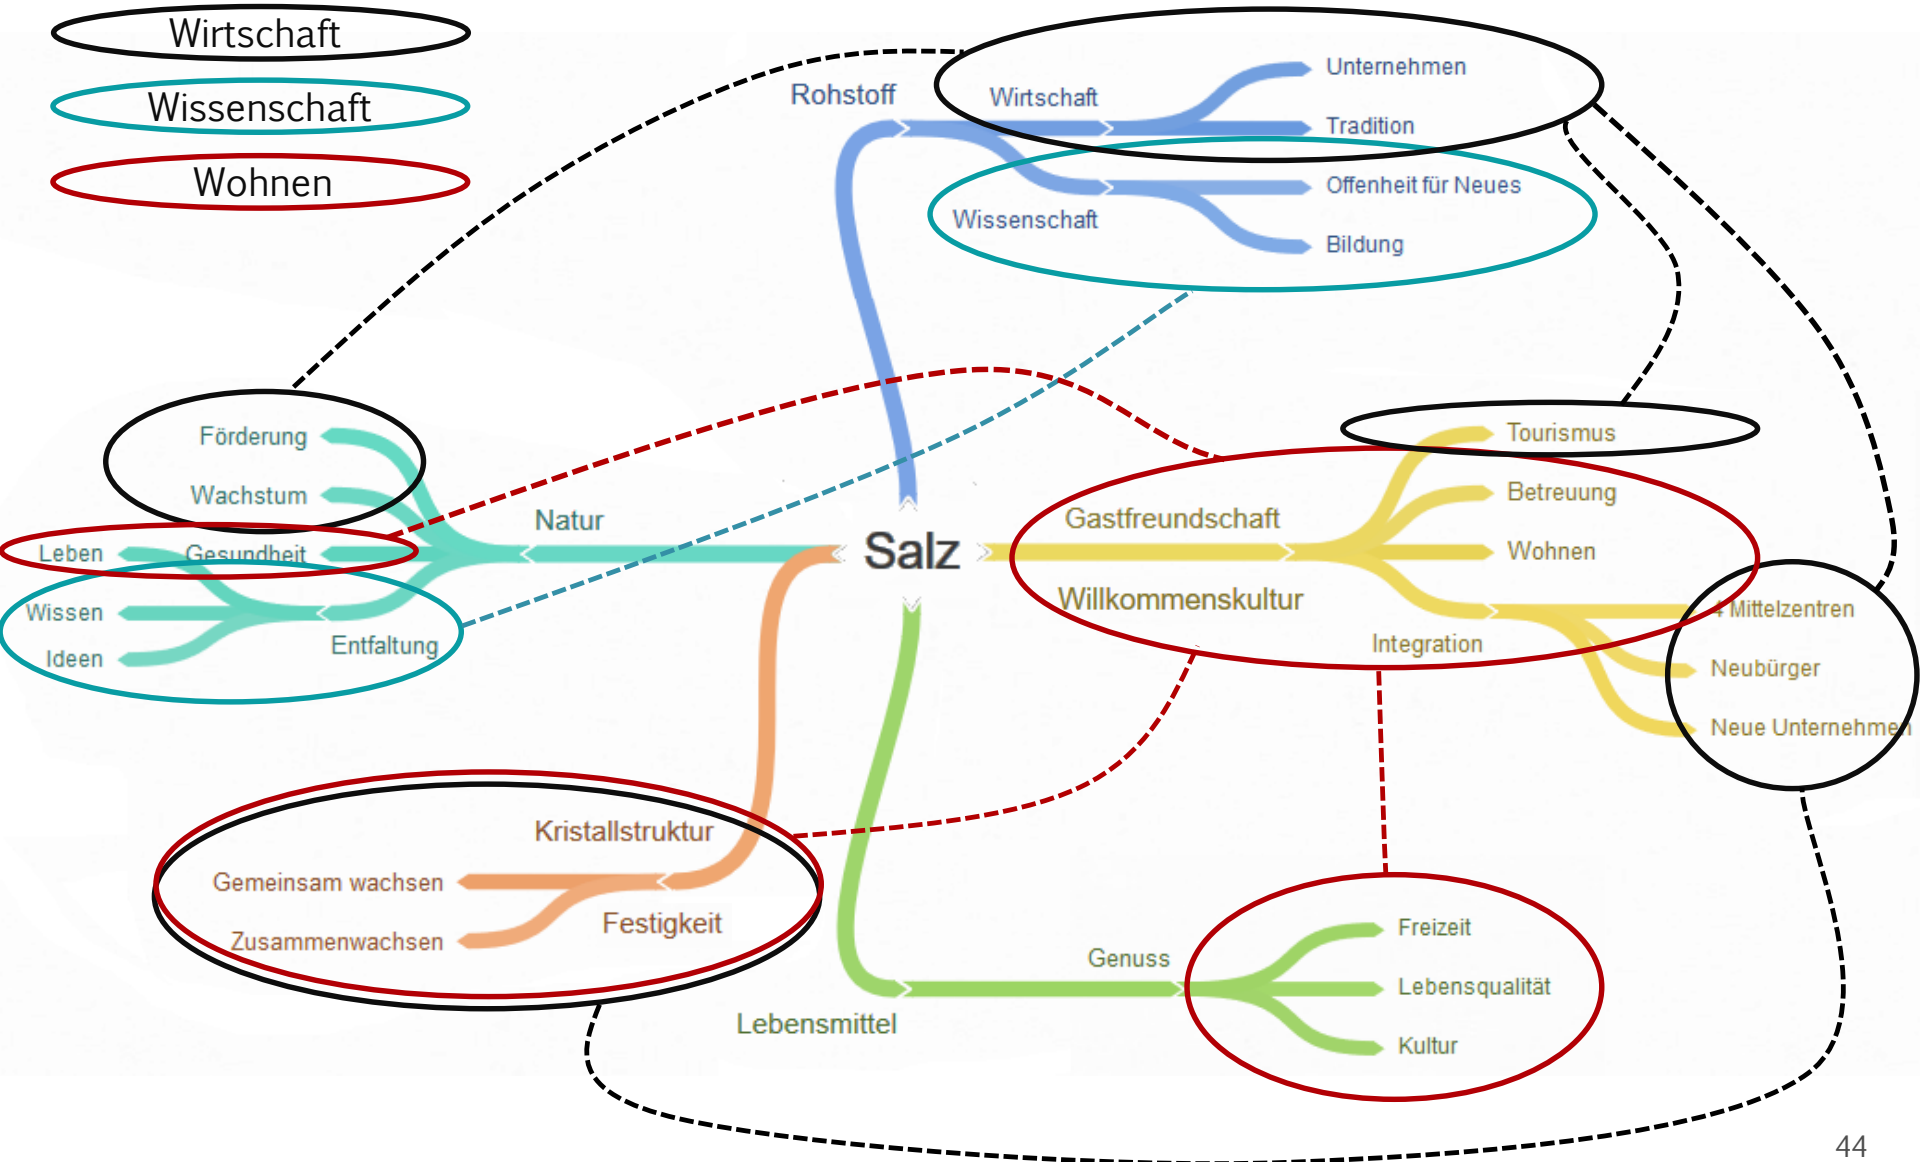 Wirtschaft
Wissenschaft
Wohnen
Rohstoff
Wirtschaft
Unternehmen
Tradition
Wissenschaft
Offenheit für Neues
Bildung
Förderung
Wachstum
Leben
Gesundheit
Natur
Wissen
Ideen
Entfaltung
Salz
Gastfreundschaft
Willkommenskultur
Tourismus
Betreuung
Wohnen
Integration
4 Mittelzentren
Neubürger
Neue Unternehmen
Kristallstruktur
Gemeinsam wachsen
Zusammenwachsen
Festigkeit
Lebensmittel
Genuss
Freizeit
Lebensqualität
Kultur
44